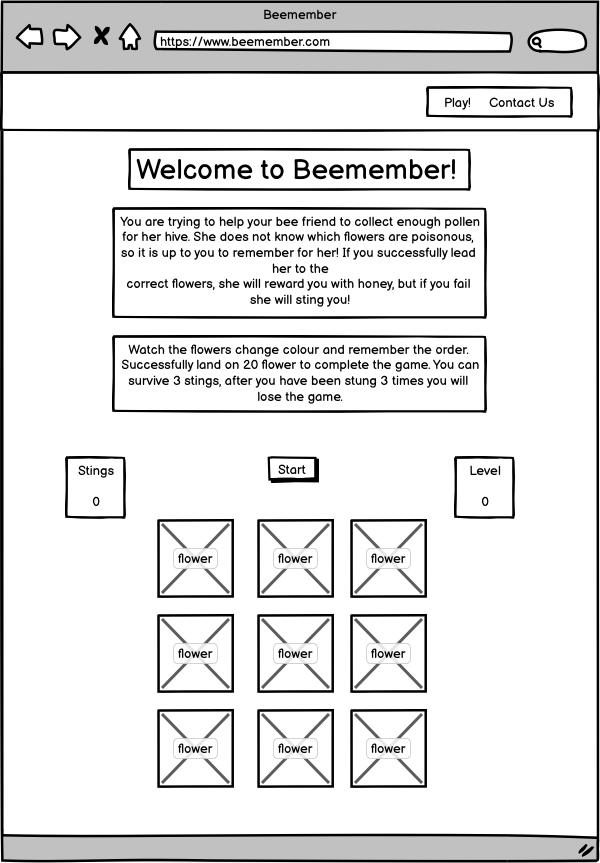 Beemember
https://www.beemember.com
Play! Contact Us
Welcome to Beemember!
You are trying to help your bee friend to collect enough pollen
for her hive. She does not know which flowers are poisonous,
so it is up to you to remember for her! If you successfully lead
her to the
correct flowers, she will reward you with honey, but if you fail
she will sting you!
Watch the flowers change colour and remember the order.
Successfully land on 20 flower to complete the game. You can
survive 3 stings, after you have been stung 3 times you will
lose the game.
Stings
0
Start
Level
0
flower flower flower
flower flower flower
flower flower flower